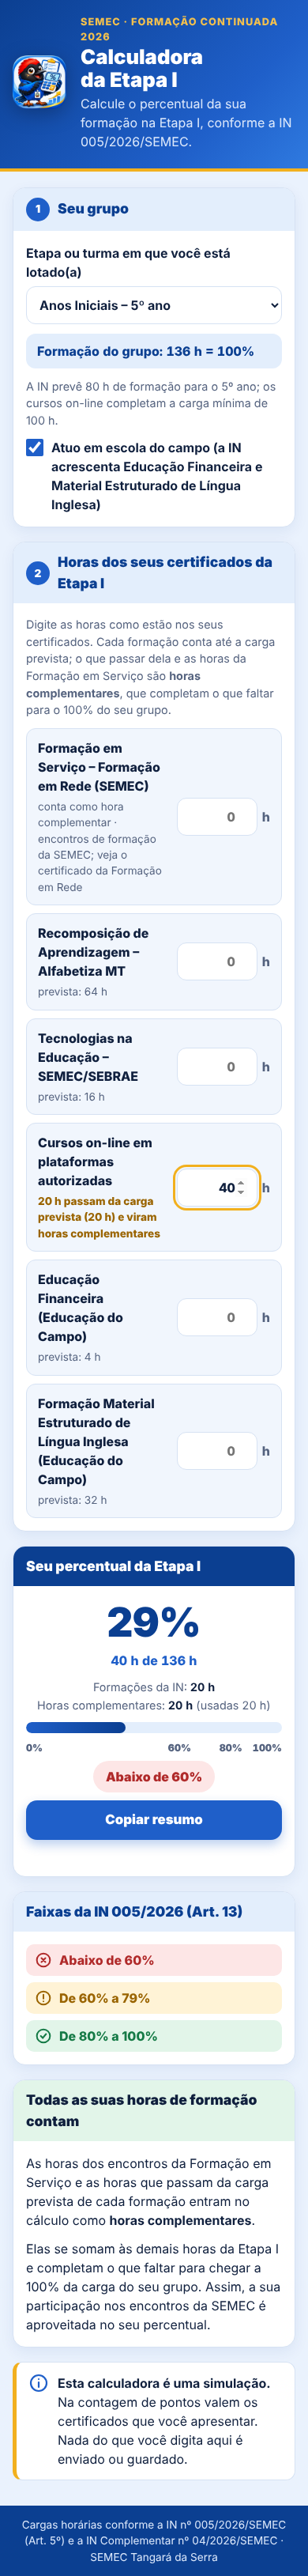 SEMEC · FORMAÇÃO CONTINUADA
2026
Calculadora
da Etapa I
Calcule o percentual da sua
formação na Etapa I, conforme a IN
005/2026/SEMEC.
1 Seu grupo
Etapa ou turma em que você está
lotado(a)
Anos Iniciais – 5º ano
Formação do grupo: 136 h = 100%
A IN prevê 80 h de formação para o 5º ano; os
cursos on-line completam a carga mínima de
100 h.
Atuo em escola do campo (a IN
acrescenta Educação Financeira e
Material Estruturado de Língua
Inglesa)
2 Horas dos seus certificados da
Etapa I
Digite as horas como estão nos seus
certificados. Cada formação conta até a carga
prevista; o que passar dela e as horas da
Formação em Serviço são horas
complementares, que completam o que faltar
para o 100% do seu grupo.
Formação em
Serviço – Formação
em Rede (SEMEC)
conta como hora
complementar ·
encontros de formação
da SEMEC; veja o
certificado da Formação
em Rede
0 h
Recomposição de
Aprendizagem –
Alfabetiza MT
prevista: 64 h
0 h
Tecnologias na
Educação –
SEMEC/SEBRAE
prevista: 16 h
0 h
Cursos on-line em
plataformas
autorizadas
20 h passam da carga
prevista (20 h) e viram
horas complementares
40 h
Educação
Financeira
(Educação do
Campo)
prevista: 4 h
0 h
Formação Material
Estruturado de
Língua Inglesa
(Educação do
Campo)
prevista: 32 h
0 h
Seu percentual da Etapa I
29%
40 h de 136 h
Formações da IN: 20 h
Horas complementares: 20 h (usadas 20 h)
0% 60% 80% 100%
Abaixo de 60%
Copiar resumo
Faixas da IN 005/2026 (Art. 13)
Abaixo de 60%
De 60% a 79%
De 80% a 100%
Todas as suas horas de formação
contam
As horas dos encontros da Formação em
Serviço e as horas que passam da carga
prevista de cada formação entram no
cálculo como horas complementares.
Elas se somam às demais horas da Etapa I
e completam o que faltar para chegar a
100% da carga do seu grupo. Assim, a sua
participação nos encontros da SEMEC é
aproveitada no seu percentual.
Esta calculadora é uma simulação.
Na contagem de pontos valem os
certificados que você apresentar.
Nada do que você digita aqui é
enviado ou guardado.
Cargas horárias conforme a IN nº 005/2026/SEMEC
(Art. 5º) e a IN Complementar nº 04/2026/SEMEC ·
SEMEC Tangará da Serra